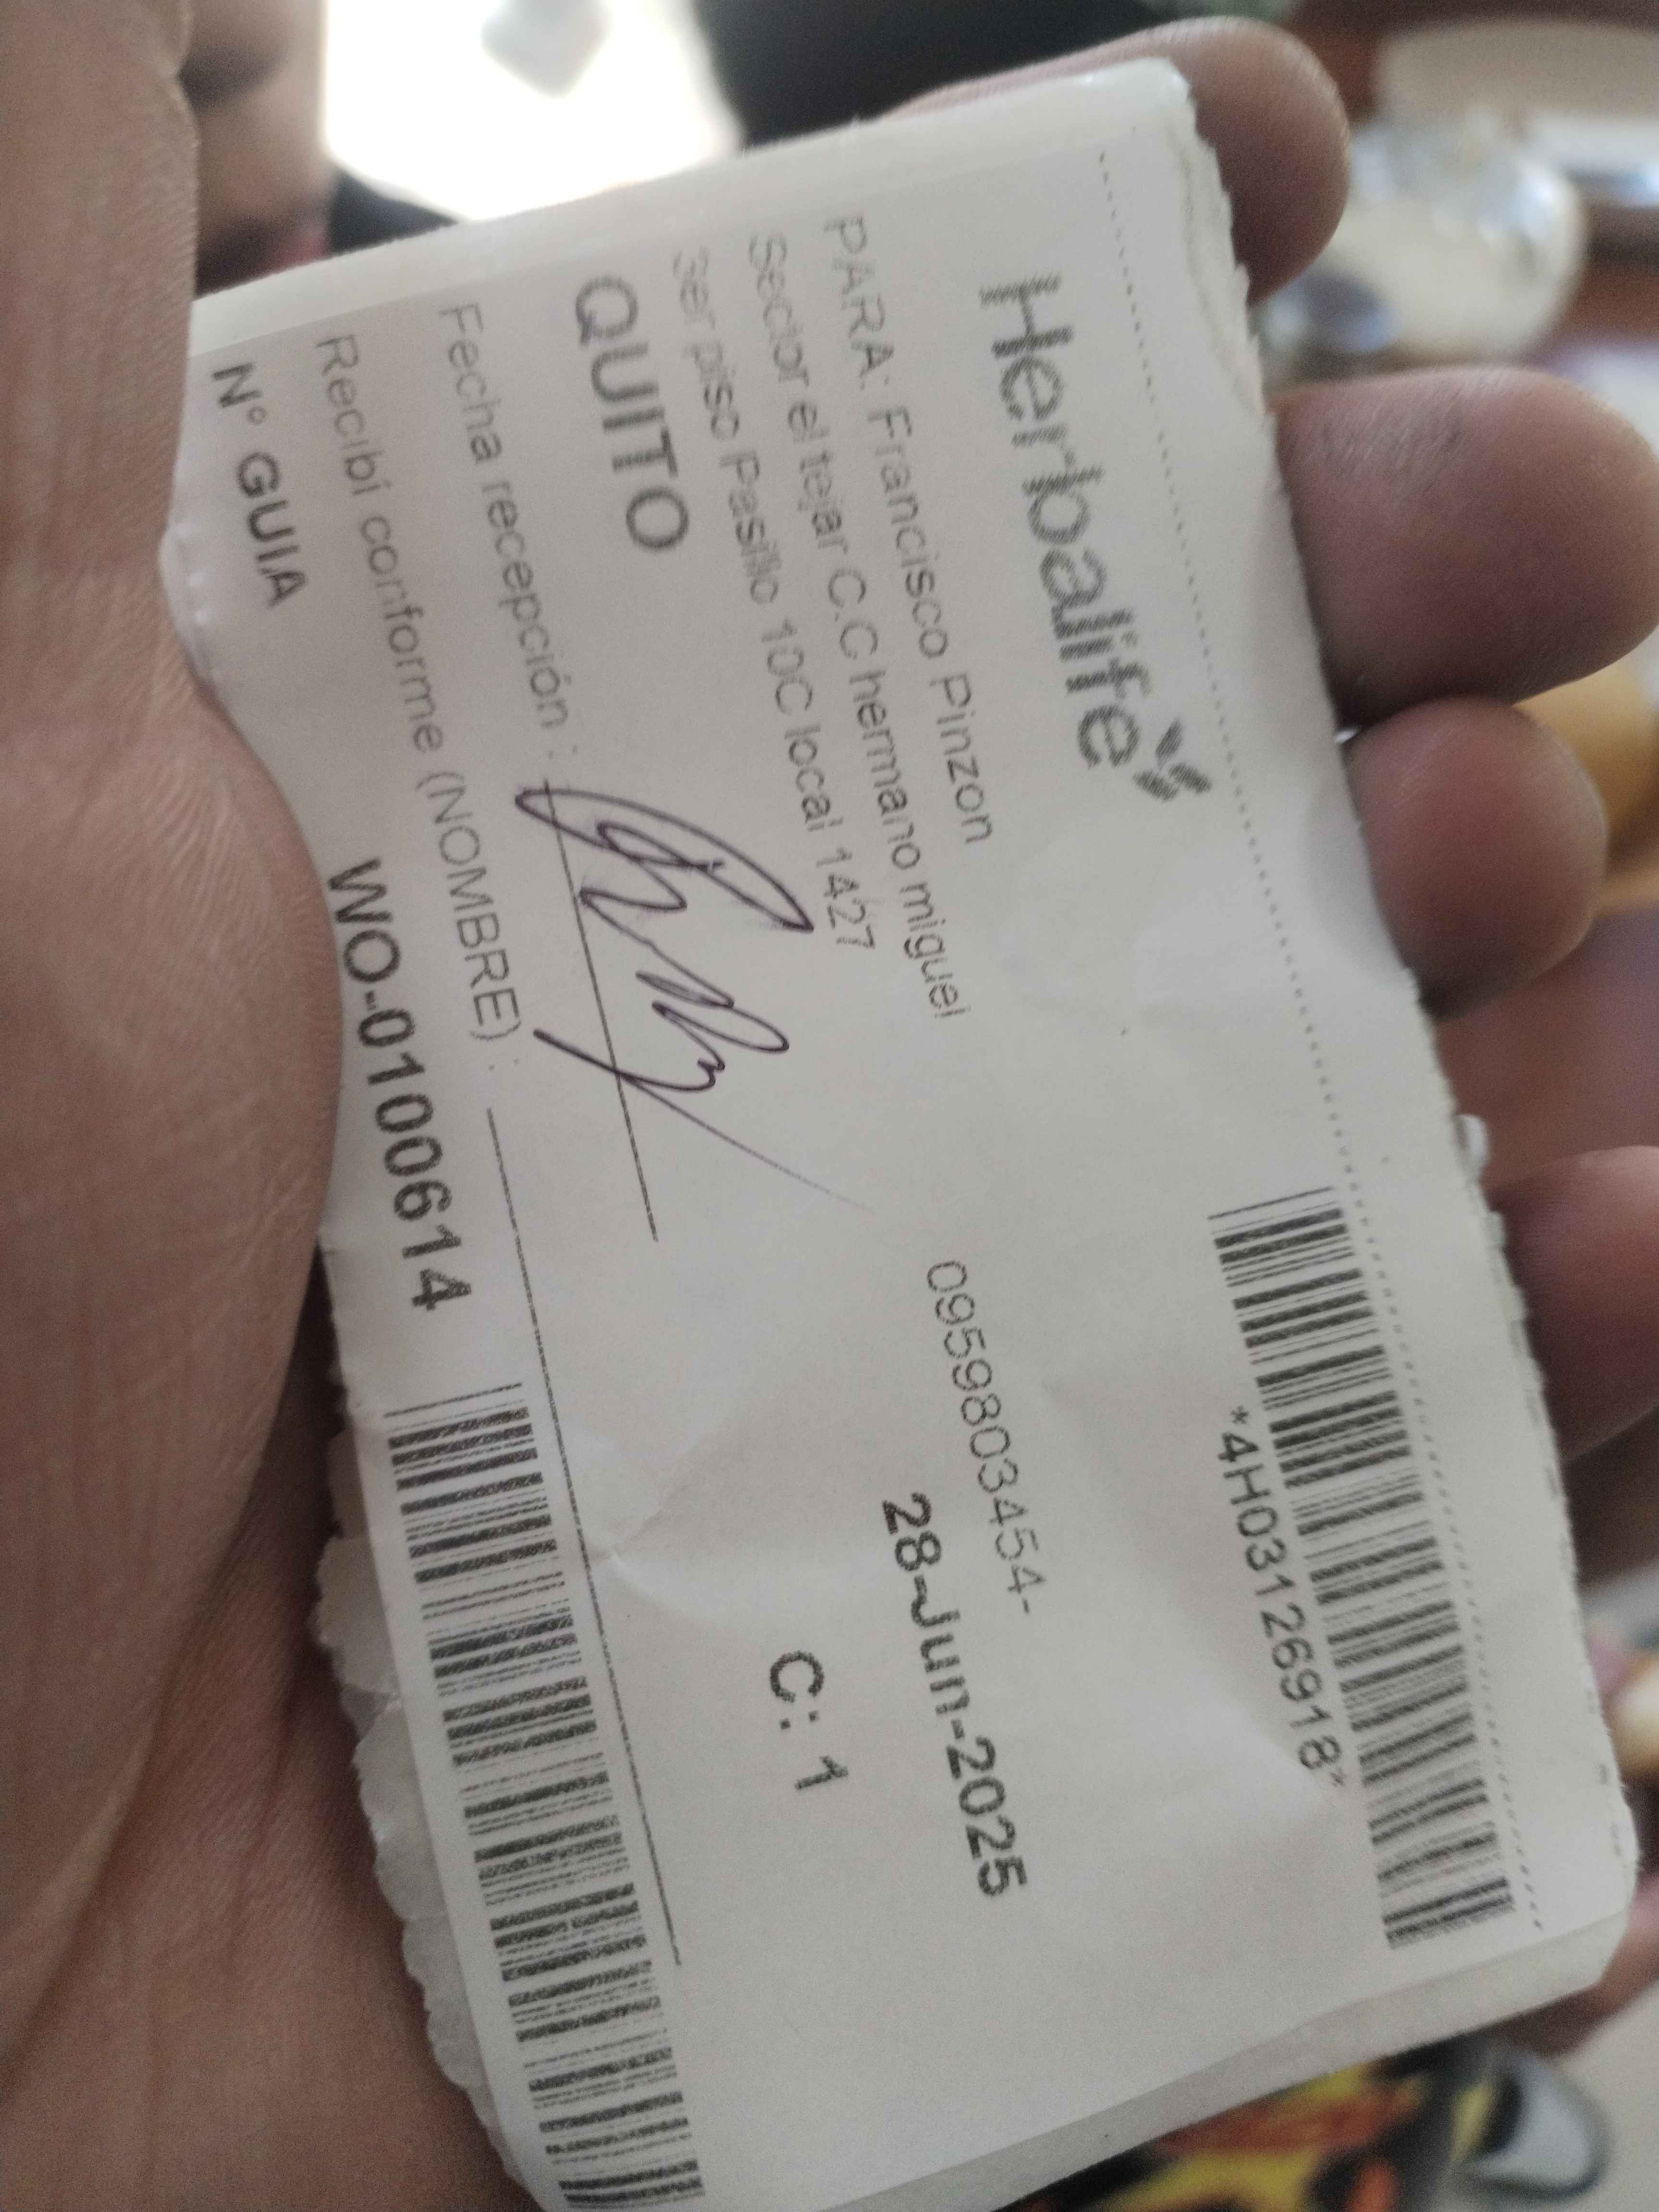 Herbalife
*4H03126918*
PARA: Francisco Pinzon
0959803454-
Sector el tejar C.C hermano miguel
28-Jun-2025
3er piso Pasillo 10C local 1427
QUITO
C: 1
Fecha recepción :
Recibí conforme (NOMBRE) :
N° GUIA WO-0100614